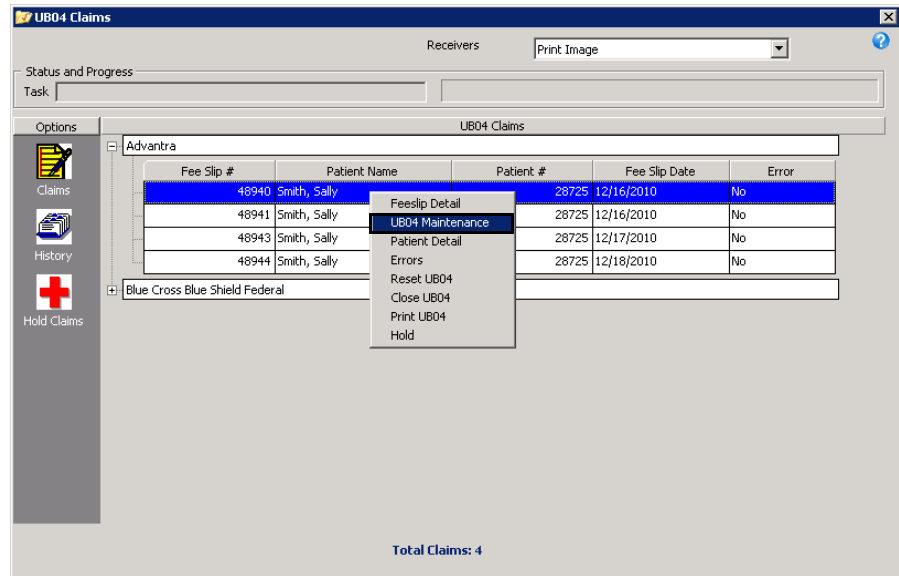 UB04 Claims
Receivers Print Image
Status and Progress
Task
Options UB04 Claims
Advantra
Fee Slip # Patient Name Patient # Fee Slip Date Error
48940 Smith, Sally 28725 12/16/2010 No
48941 Smith, Sally 28725 12/16/2010 No
48943 Smith, Sally 28725 12/17/2010 No
48944 Smith, Sally 28725 12/18/2010 No
Blue Cross Blue Shield Federal
Claims
History
Hold Claims
Feeslip Detail
UB04 Maintenance
Patient Detail
Errors
Reset UB04
Close UB04
Print UB04
Hold
Total Claims: 4